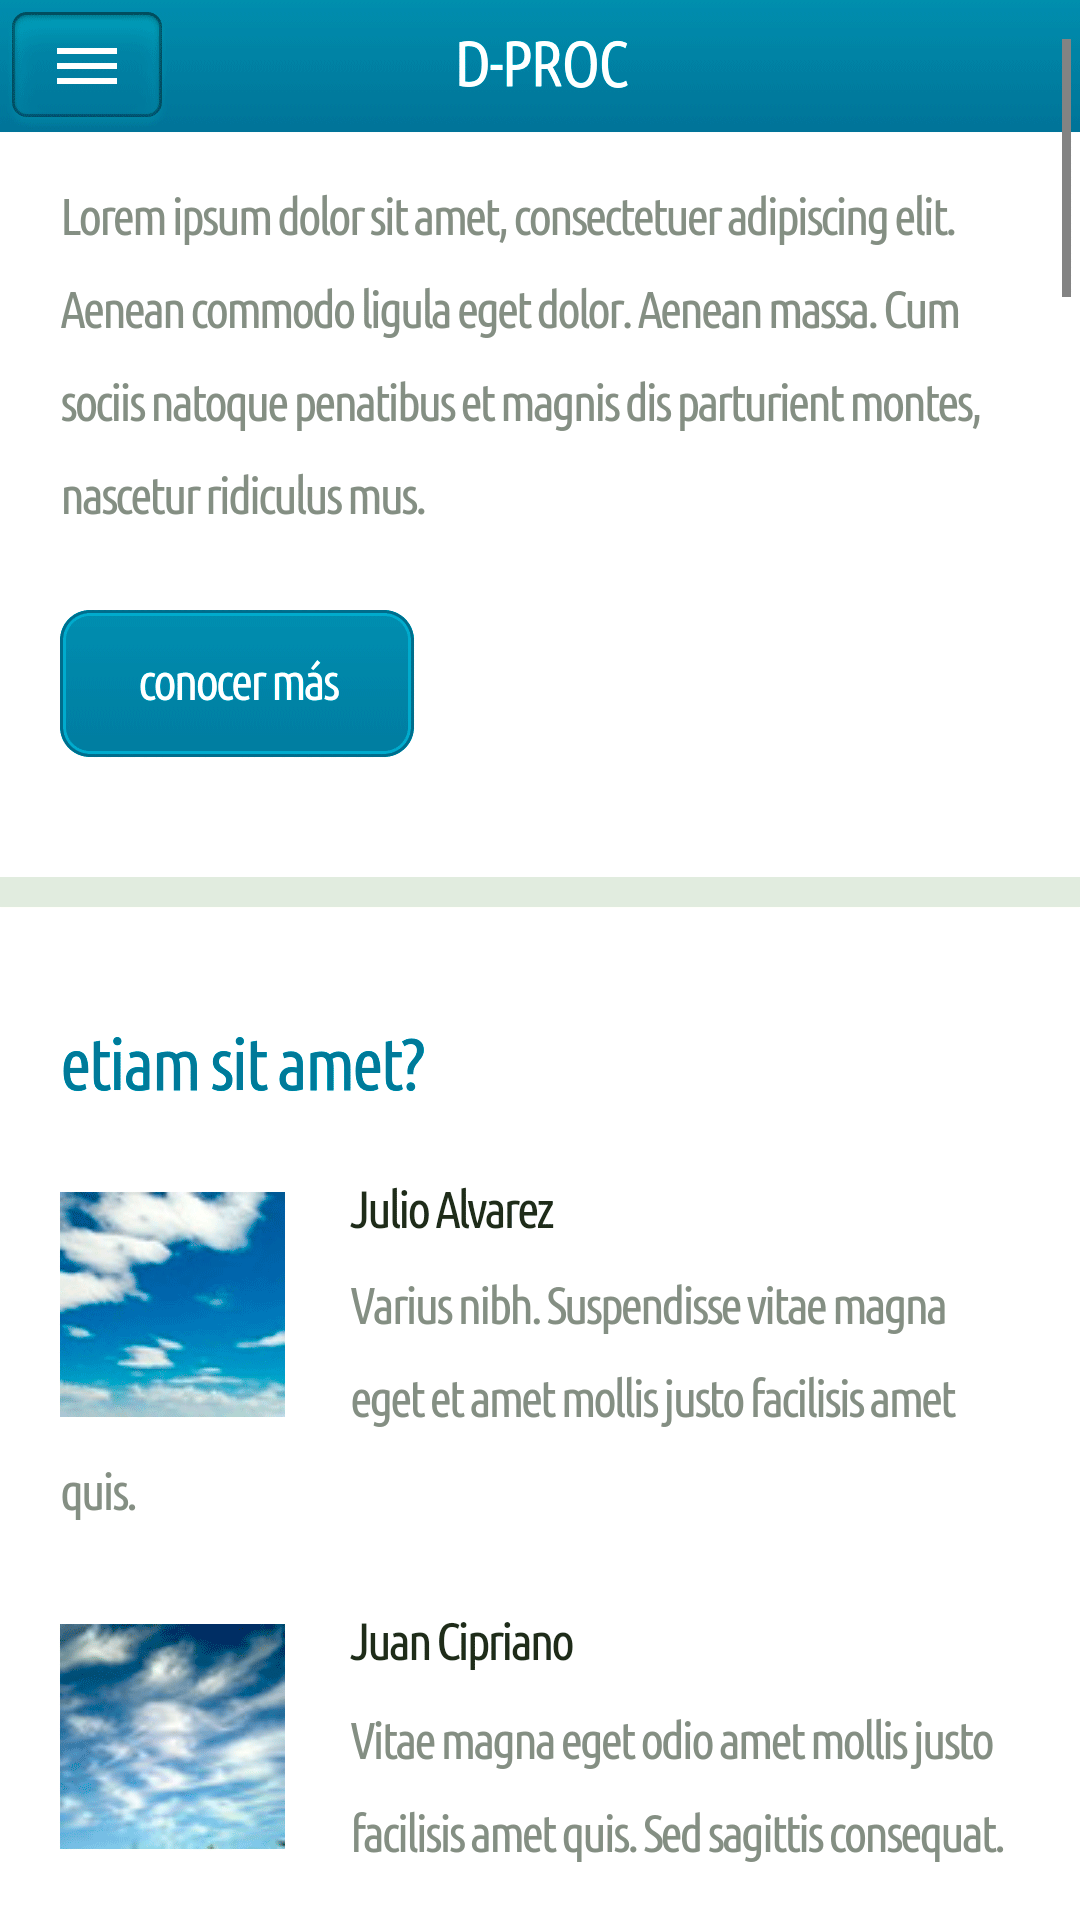 D-PROC
Lorem ipsum dolor sit amet, consectetuer adipiscing elit.
Aenean commodo ligula eget dolor. Aenean massa. Cum
sociis natoque penatibus et magnis dis parturient montes,
nascetur ridiculus mus.
conocer más
etiam sit amet?
Julio Alvarez
Varius nibh. Suspendisse vitae magna
eget et amet mollis justo facilisis amet
quis.
Juan Cipriano
Vitae magna eget odio amet mollis justo
facilisis amet quis. Sed sagittis consequat.